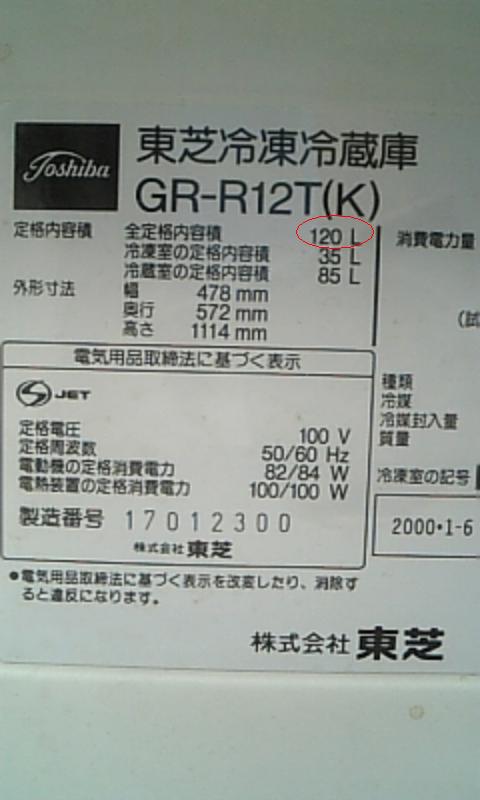 Toshiba
東芝冷凍冷蔵庫
GR-R12T(K)
定格内容積 全定格内容積 120 L
冷凍室の定格内容積 35 L
冷蔵室の定格内容積 85 L
外形寸法 幅 478 mm
奥行 572 mm
高さ 1114 mm
消費電力量
(試
電気用品取締法に基づく表示
JET
定格電圧 100 V
定格周波数 50/60 Hz
電動機の定格消費電力 82/84 W
電熱装置の定格消費電力 100/100 W
製造番号 17012300
株式会社 東芝
種類
冷媒
冷媒封入量
質量
冷凍室の記号
2000・1-6
●電気用品取締法に基づく表示を改変したり、消除す
ると違反になります。
株式会社 東芝